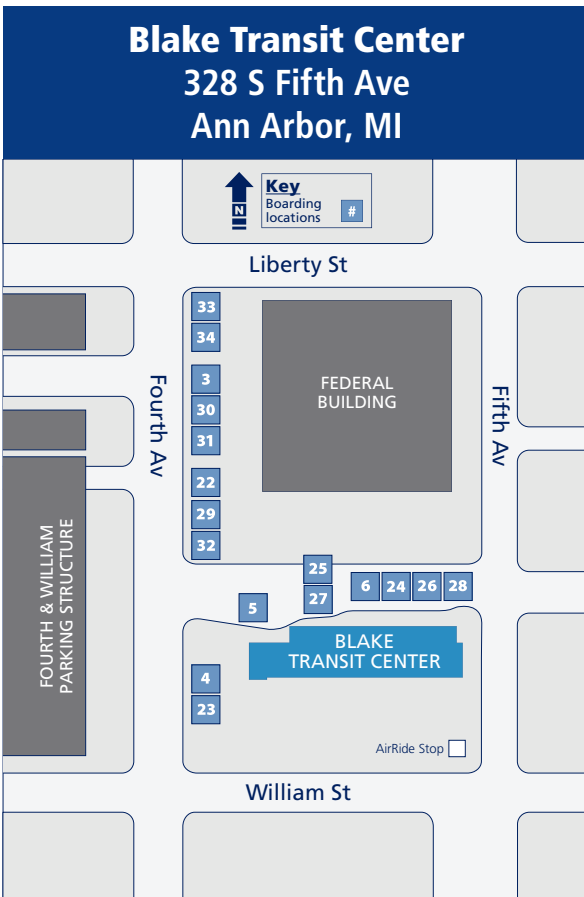 Blake Transit Center
328 S Fifth Ave
Ann Arbor, MI
Key
Boarding
locations
#
N
Liberty St
33
34
3
30
31
22
29
32
FEDERAL
BUILDING
Fourth Av
Fifth Av
25
27
6
24
26
28
5
FOURTH & WILLIAM
PARKING STRUCTURE
BLAKE
TRANSIT CENTER
4
23
AirRide Stop
William St